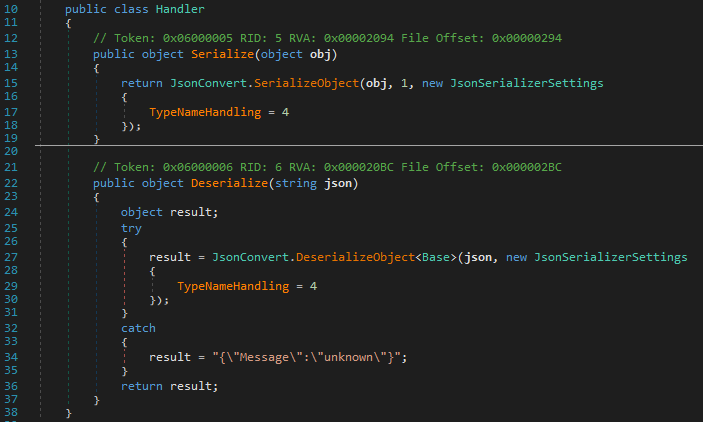 10 public class Handler
11 {
12 // Token: 0x06000005 RID: 5 RVA: 0x00002094 File Offset: 0x00000294
13 public object Serialize(object obj)
14 {
15 return JsonConvert.SerializeObject(obj, 1, new JsonSerializerSettings
16 {
17 TypeNameHandling = 4
18 });
19 }
20
21 // Token: 0x06000006 RID: 6 RVA: 0x000020BC File Offset: 0x000002BC
22 public object Deserialize(string json)
23 {
24 object result;
25 try
26 {
27 result = JsonConvert.DeserializeObject<Base>(json, new JsonSerializerSettings
28 {
29 TypeNameHandling = 4
30 });
31 }
32 catch
33 {
34 result = "{\"Message\":\"unknown\"}";
35 }
36 return result;
37 }
38 }